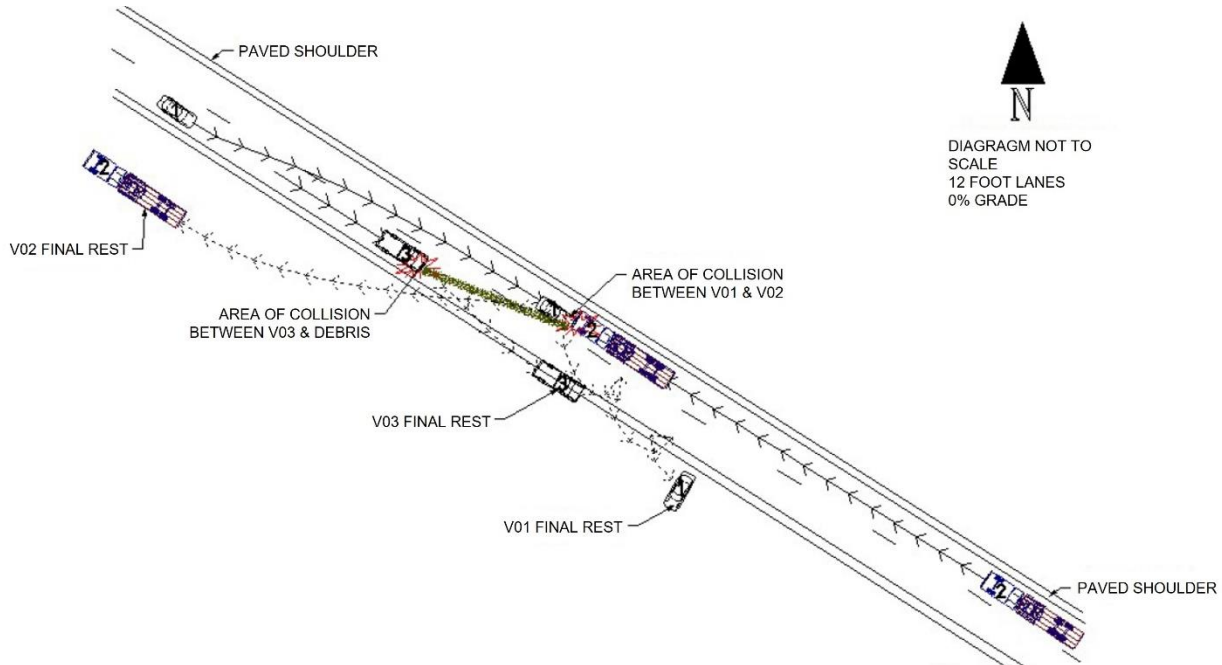 PAVED SHOULDER
N
DIAGRAGM NOT TO
SCALE
12 FOOT LANES
0% GRADE
V02 FINAL REST
AREA OF COLLISION
BETWEEN V01 & V02
AREA OF COLLISION
BETWEEN V03 & DEBRIS
V03 FINAL REST
V01 FINAL REST
PAVED SHOULDER